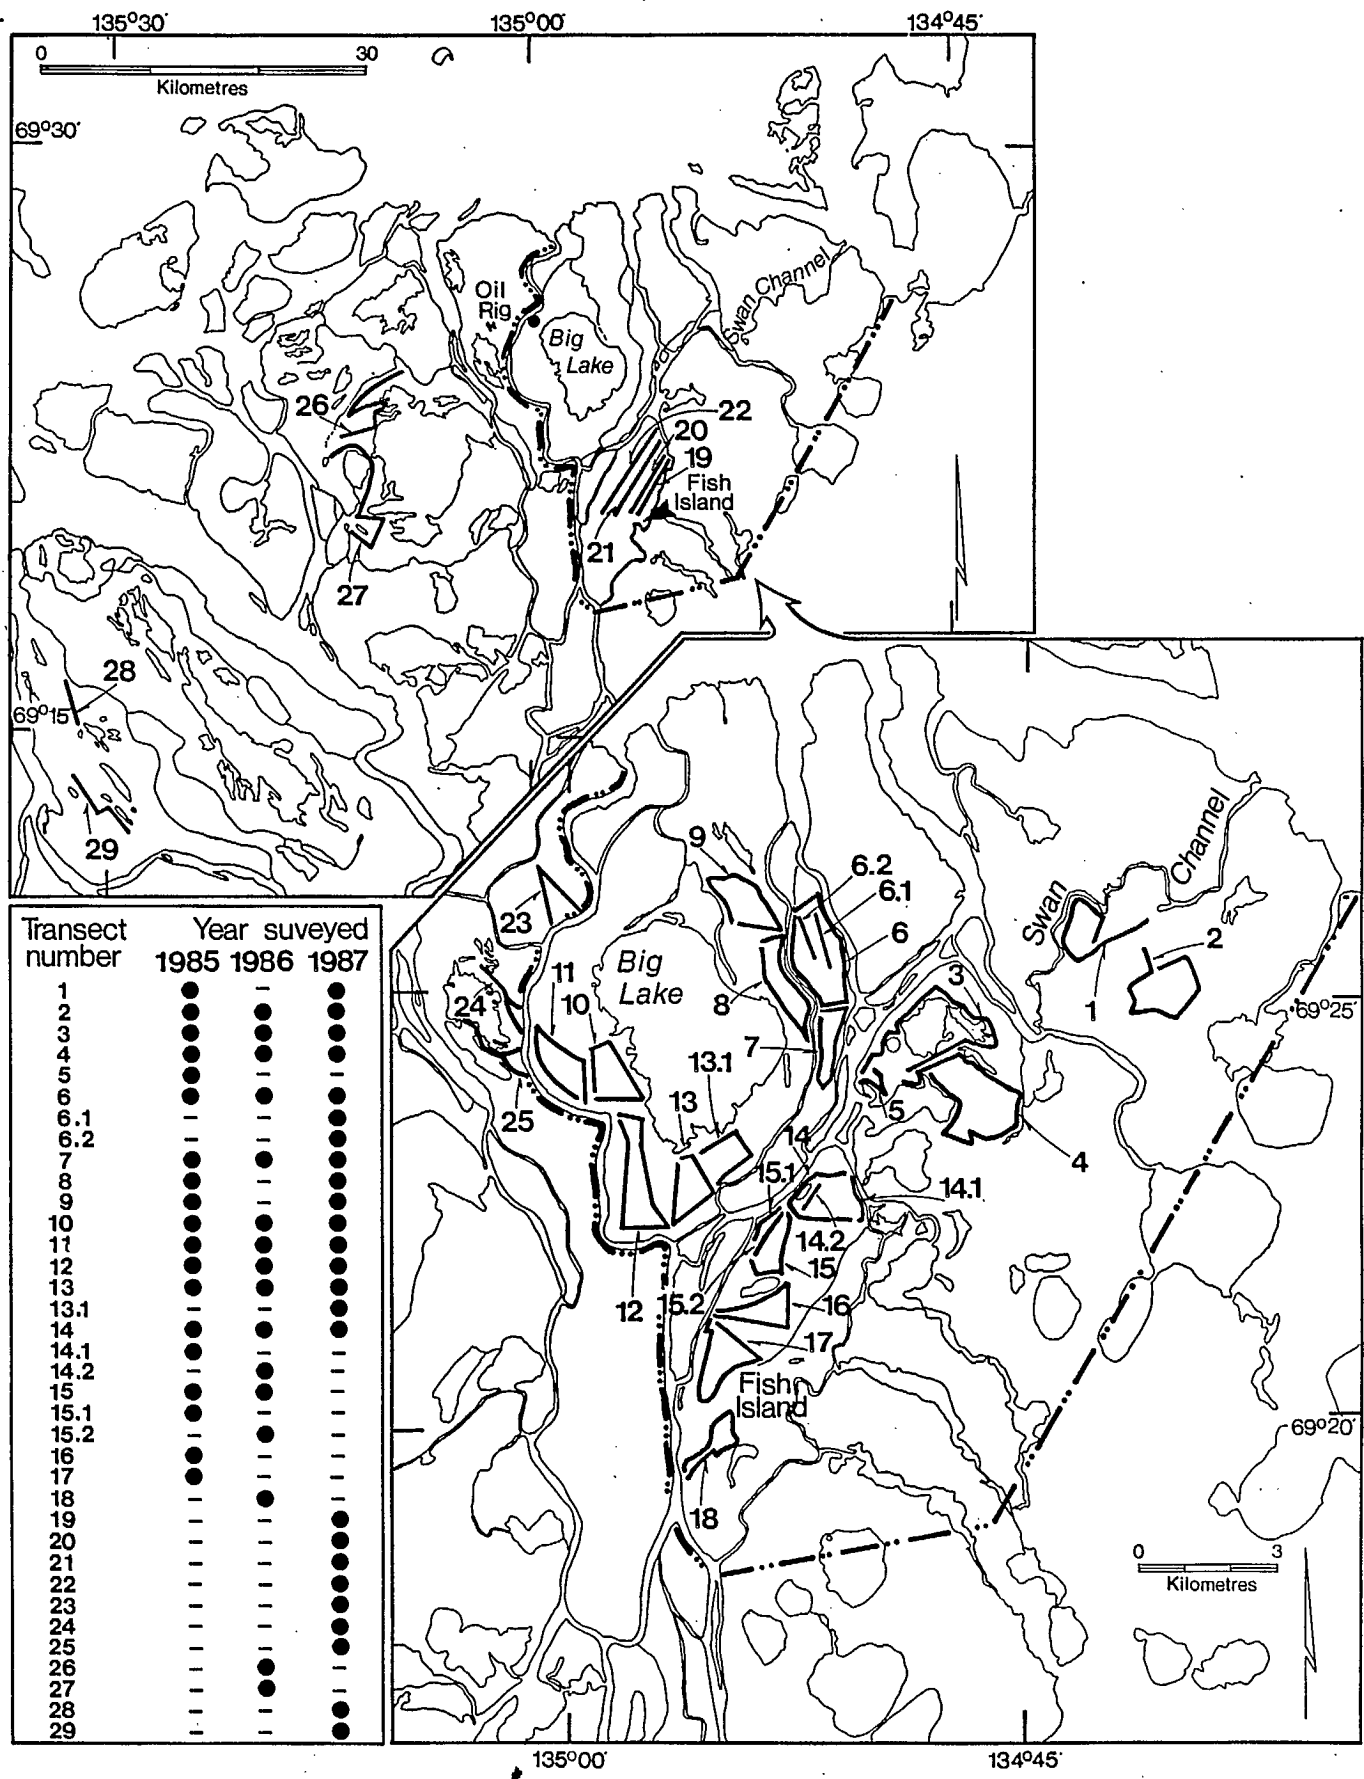 135°30'
135°00'
134°45'
0 30
Kilometres
69°30'
Swan Channel
Oil
Rig
Big
Lake
26
22
20
19
Fish
Island
21
27
28
69°15'
29
9
6.2
6.1
6
Swan Channel
2
3
1
69°25'
23
Big
Lake
11
10
8
24
7
13.1
25
13
5
4
14
15.1
14.1
14.2
15
12
15.2
16
17
Fish
Island
69°20'
18
0 3
Kilometres
135°00'
134°45'
Transect Year suveyed
number 1985 1986 1987
1 ● – ●
2 ● ● ●
3 ● ● ●
4 ● ● ●
5 ● – –
6 ● ● ●
6.1 – – ●
6.2 – – ●
7 ● ● ●
8 ● – ●
9 ● – ●
10 ● ● ●
11 ● ● ●
12 ● ● ●
13 ● ● ●
13.1 – – ●
14 ● ● ●
14.1 ● – –
14.2 – ● –
15 ● ● –
15.1 ● – –
15.2 – ● –
16 ● – –
17 ● – –
18 – ● –
19 – – ●
20 – – ●
21 – – ●
22 – – ●
23 – – ●
24 – – ●
25 – – ●
26 – ● –
27 – ● –
28 – – ●
29 – – ●